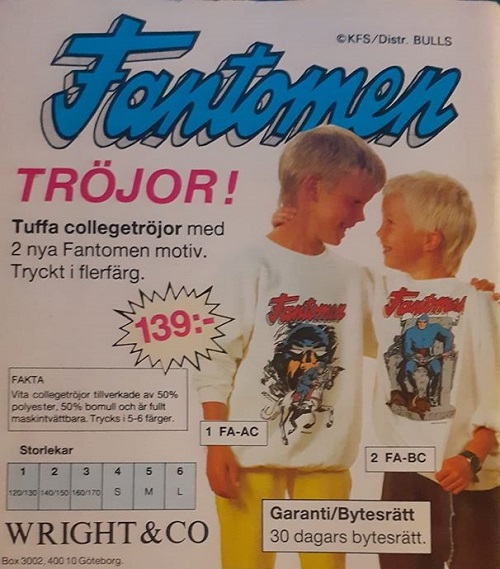 ©KFS/Distr. BULLS
Fantomen
TRÖJOR!
Tuffa collegetröjor med
2 nya Fantomen motiv.
Tryckt i flerfärg.
139:-
Fantomen
Fantomen
FAKTA
Vita collegetröjor tillverkade av 50%
polyester, 50% bomull och är fullt
maskintvättbara. Trycks i 5-6 färger.
1 FA-AC
2 FA-BC
Storlekar
1 2 3 4 5 6
120/130 140/150 160/170 S M L
Garanti/Bytesrätt
30 dagars bytesrätt.
WRIGHT & CO
Box 3002, 400 10 Göteborg.